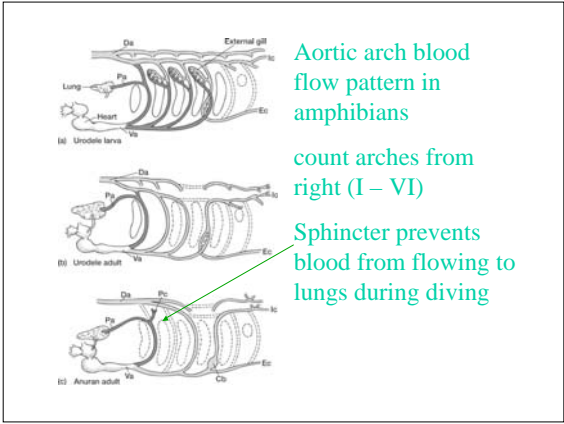 Da
External gill
Ic
Pa
Lung
Heart
Va
Ec
(a) Urodele larva
Da
Pa
Ic
Va
Ec
(b) Urodele adult
Da
Pc
Ic
Pa
Va
Cb
Ec
(c) Anuran adult
Aortic arch blood
flow pattern in
amphibians
count arches from
right (I – VI)
Sphincter prevents
blood from flowing to
lungs during diving